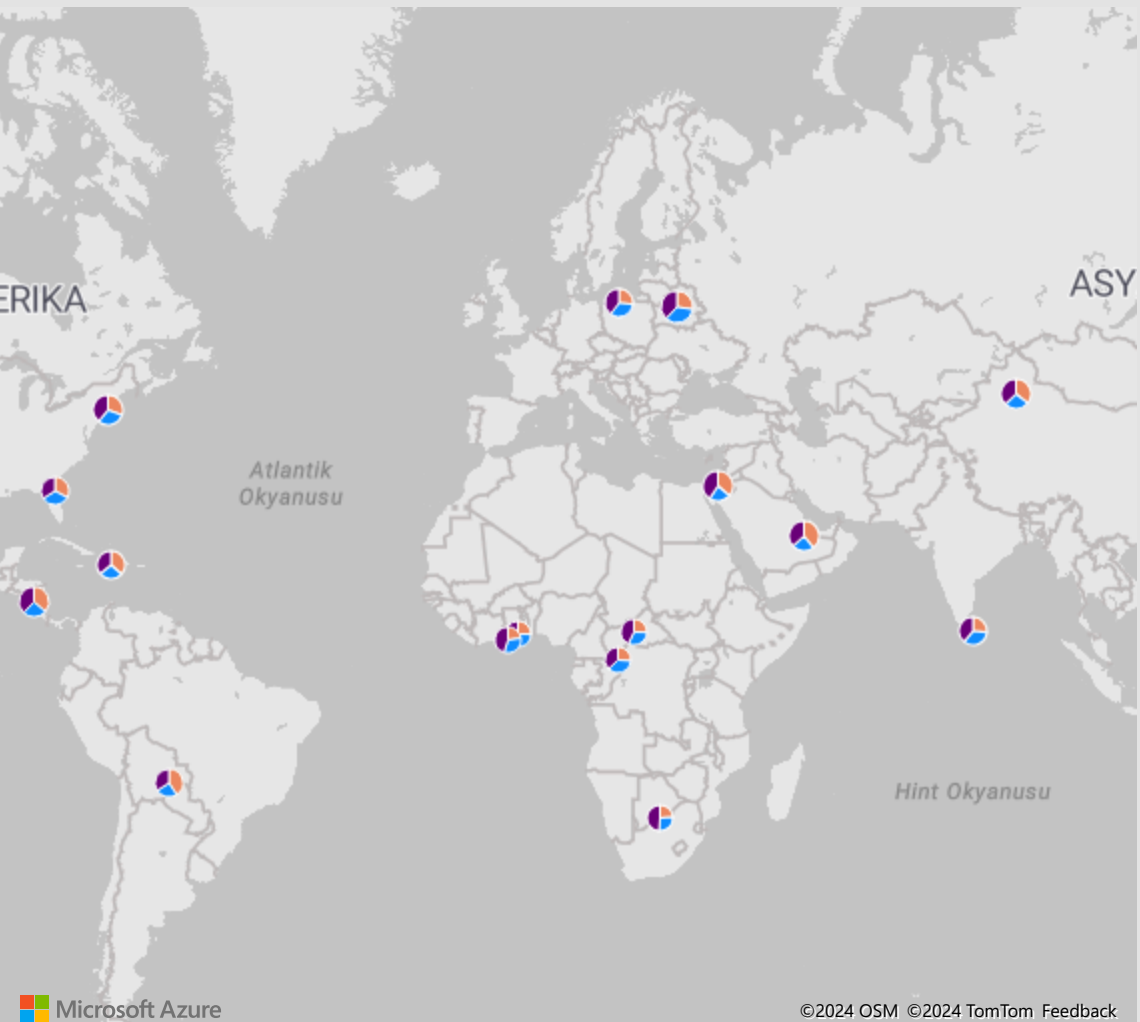 ASY
ERIKA
Atlantik
Okyanusu
Hint Okyanusu
Microsoft Azure
©2024 OSM ©2024 TomTom Feedback